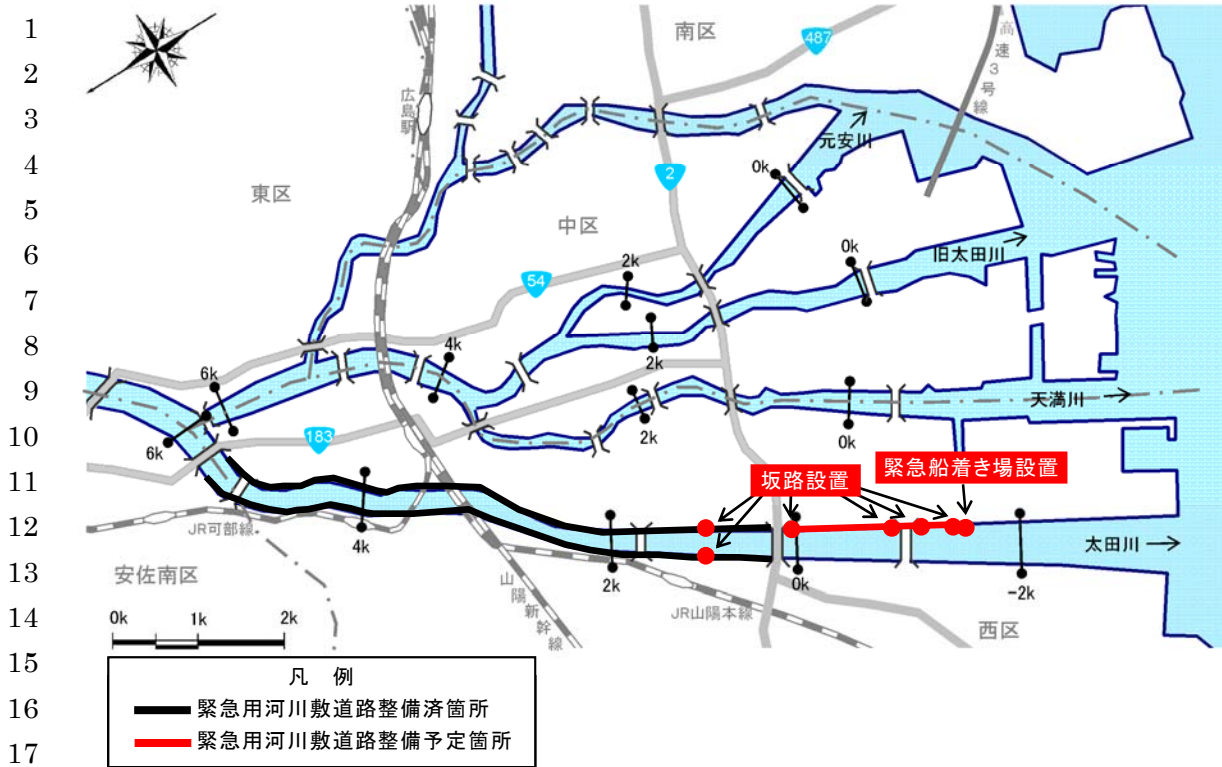 1
2
3
4
5
6
7
8
9
10
11
12
13
14
15
16
17
南区
487
高速3号線
広島駅
元安川
2
0k
東区
中区
旧太田川
0k
2k
54
2k
4k
6k
天満川
6k
183
2k
0k
坂路設置
緊急船着き場設置
JR可部線
4k
太田川
安佐南区
2k
0k
-2k
山陽新幹線
JR山陽本線
西区
0k 1k 2k
凡 例
緊急用河川敷道路整備済箇所
緊急用河川敷道路整備予定箇所